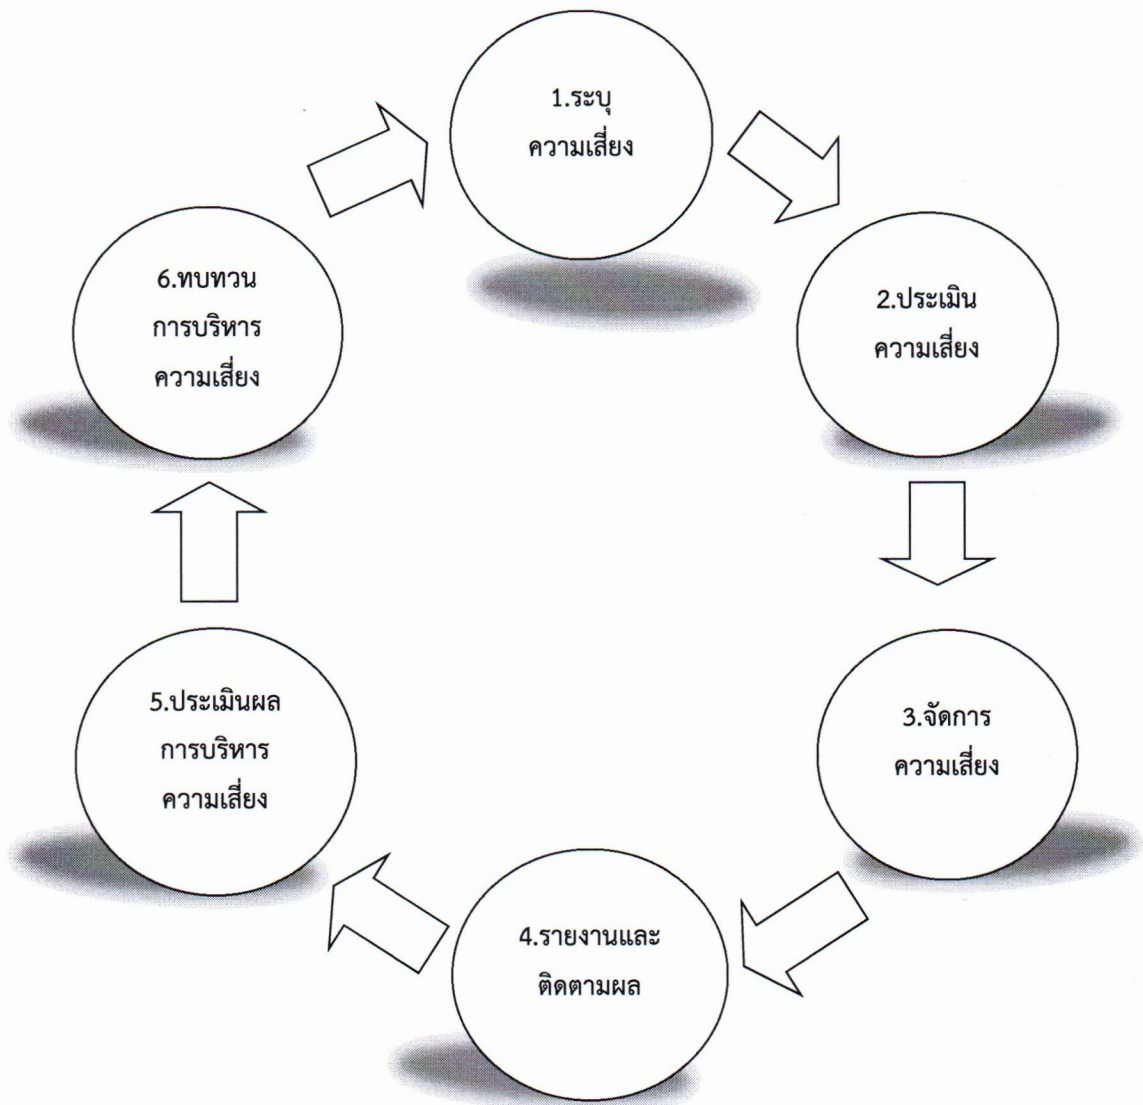 1.ระบุ
ความเสี่ยง
2.ประเมิน
ความเสี่ยง
3.จัดการ
ความเสี่ยง
4.รายงานและ
ติดตามผล
5.ประเมินผล
การบริหาร
ความเสี่ยง
6.ทบทวน
การบริหาร
ความเสี่ยง